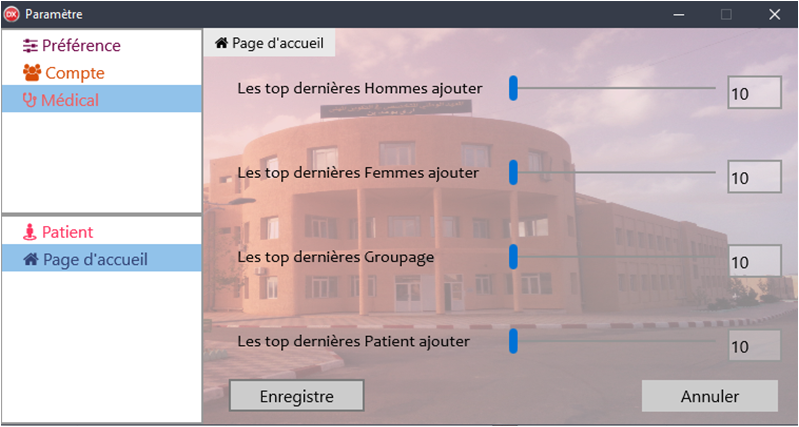 DX Paramètre
Préférence
Compte
Médical
Patient
Page d'accueil
Page d'accueil
Les top dernières Hommes ajouter 10
Les top dernières Femmes ajouter 10
Les top dernières Groupage 10
Les top dernières Patient ajouter 10
Enregistre Annuler